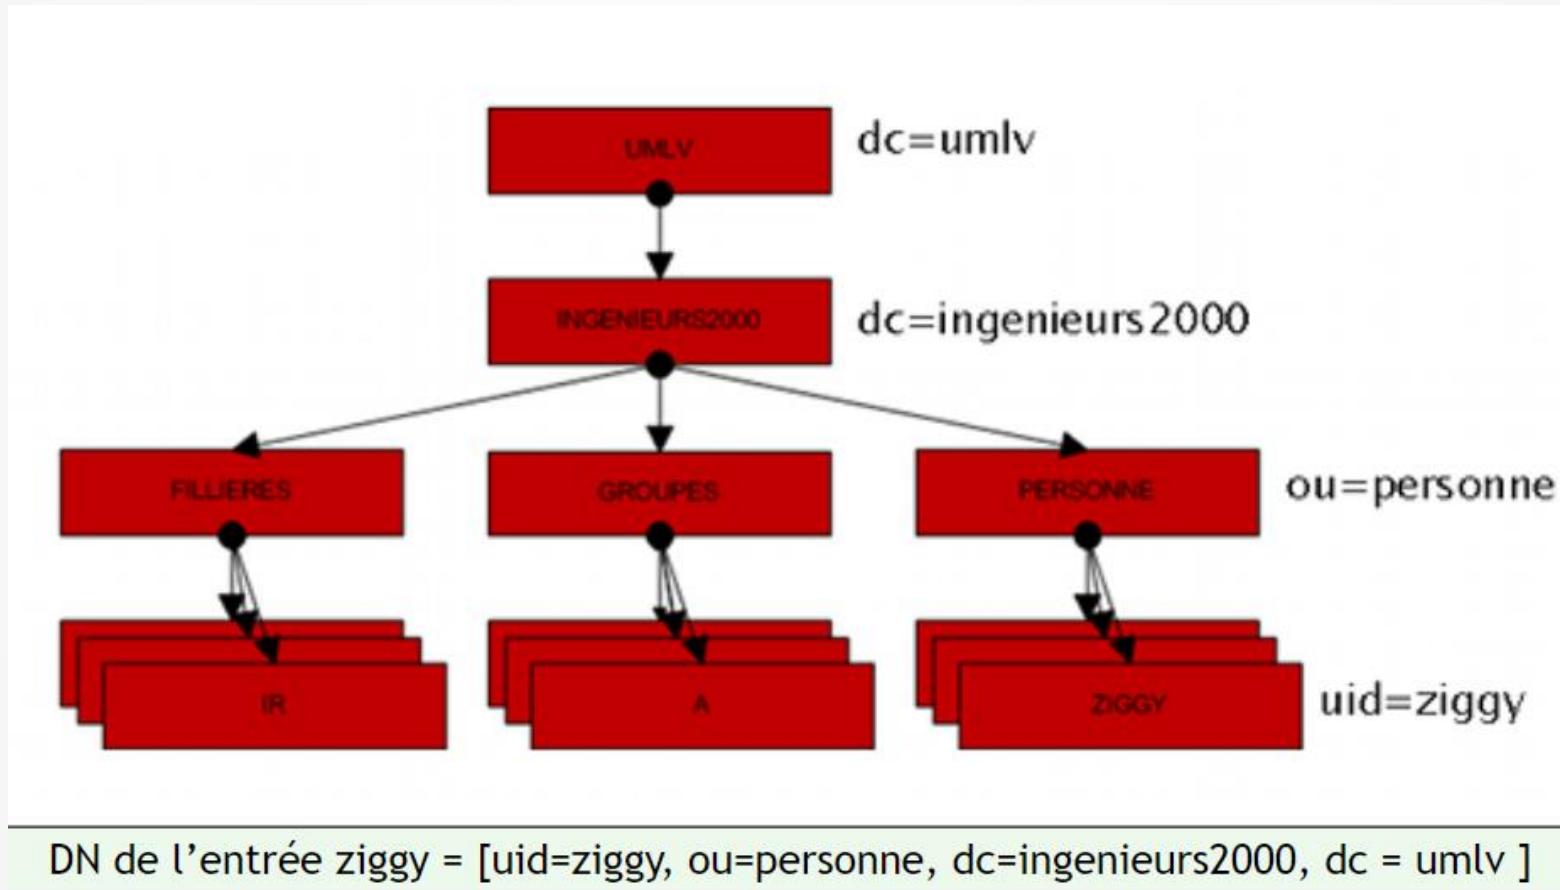 UMLV
dc=umlv
INGENIEURS2000
dc=ingenieurs2000
FILLIERES
GROUPES
PERSONNE
ou=personne
IR
A
ZIGGY
uid=ziggy
DN de l’entrée ziggy = [uid=ziggy, ou=personne, dc=ingenieurs2000, dc = umlv ]